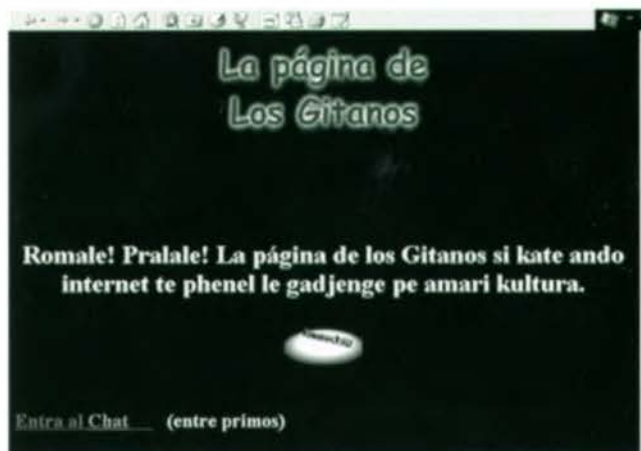 La página de
Los Gitanos
Romale! Pralale! La página de los Gitanos si kate ando
internet te phenel le gadjenge pe amari kultura.
Entra al Chat (entre primos)